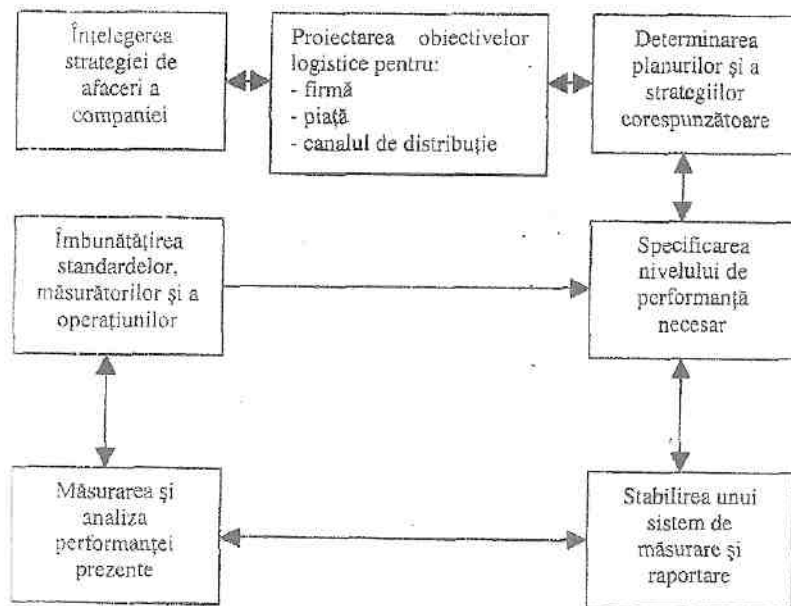 Înțelegerea
strategiei de
afaceri a
companiei
Proiectarea obiectivelor
logistice pentru:
- firmă
- piață
- canalul de distribuție
Determinarea
planurilor și a
strategiilor
corespunzătoare
Îmbunătățirea
standardelor,
măsurătorilor și a
operațiunilor
Specificarea
nivelului de
performanță
necesar
Măsurarea și
analiza
performanței
prezente
Stabilirea unui
sistem de
măsurare și
raportare